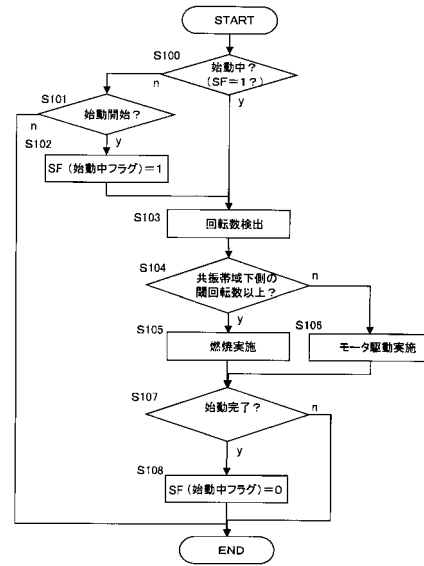 START
S100
始動中？
(SF＝1？)
n
y
S101
始動開始？
n
y
S102
SF（始動中フラグ）＝1
S103
回転数検出
S104
共振帯域下側の
閾回転数以上？
n
y
S105
燃焼実施
S106
モータ駆動実施
S107
始動完了？
n
y
S108
SF（始動中フラグ）＝0
END